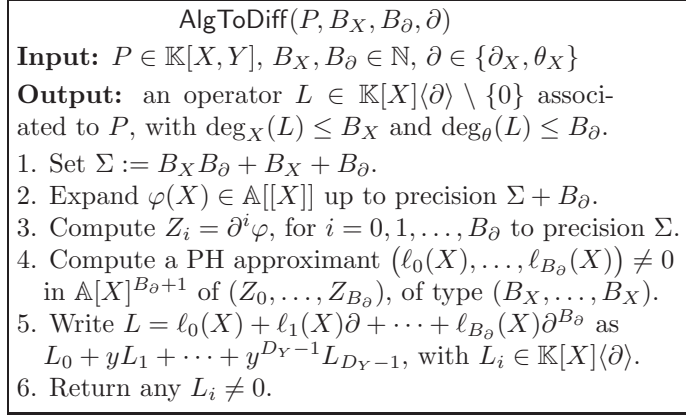 AlgToDiff(P, B_X, B_∂, ∂)
Input: P ∈ 𝕂[X, Y], B_X, B_∂ ∈ ℕ, ∂ ∈ {∂_X, θ_X}
Output: an operator L ∈ 𝕂[X]⟨∂⟩ \ {0} associ-
ated to P, with deg_X(L) ≤ B_X and deg_θ(L) ≤ B_∂.
1. Set Σ := B_X B_∂ + B_X + B_∂.
2. Expand φ(X) ∈ 𝔸[[X]] up to precision Σ + B_∂.
3. Compute Z_i = ∂^i φ, for i = 0, 1, . . . , B_∂ to precision Σ.
4. Compute a PH approximant (ℓ_0(X), . . . , ℓ_{B_∂}(X)) ≠ 0
in 𝔸[X]^{B_∂+1} of (Z_0, . . . , Z_{B_∂}), of type (B_X, . . . , B_X).
5. Write L = ℓ_0(X) + ℓ_1(X)∂ + · · · + ℓ_{B_∂}(X)∂^{B_∂} as
L_0 + yL_1 + · · · + y^{D_Y−1}L_{D_Y−1}, with L_i ∈ 𝕂[X]⟨∂⟩.
6. Return any L_i ≠ 0.